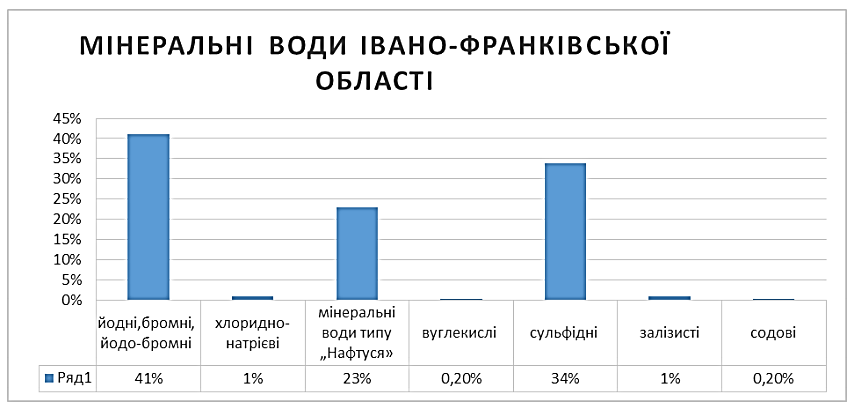 МІНЕРАЛЬНІ ВОДИ ІВАНО-ФРАНКІВСЬКОЇ
ОБЛАСТІ
45%
40%
35%
30%
25%
20%
15%
10%
5%
0%
йодні,бромні,
йодо-бромні
хлоридно-
натрієві
мінеральні
води типу
„Нафтуся»
вуглекислі
сульфідні
залізисті
содові
Ряд1 41% 1% 23% 0,20% 34% 1% 0,20%